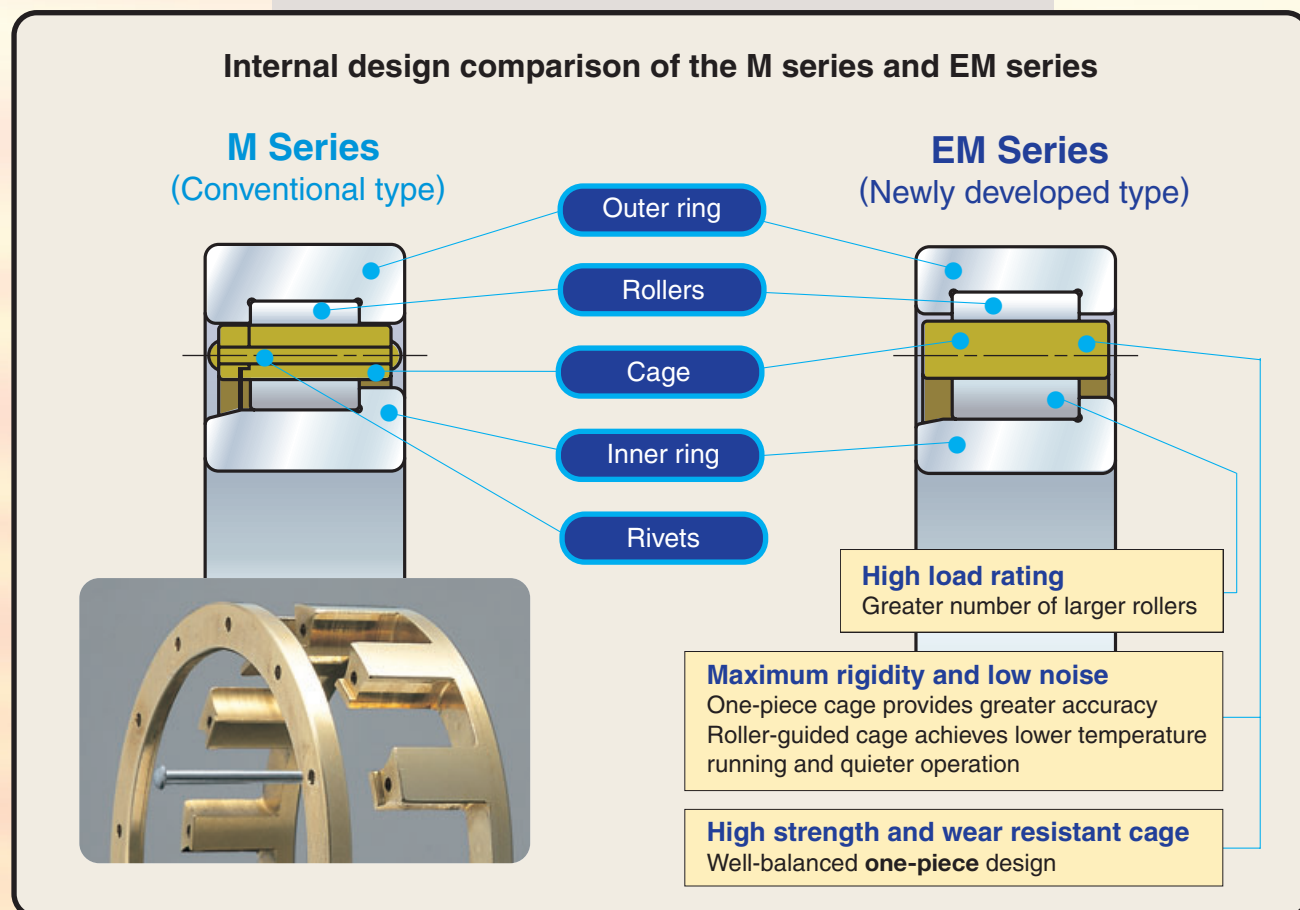 Internal design comparison of the M series and EM series
M Series
(Conventional type)
EM Series
(Newly developed type)
Outer ring
Rollers
Cage
Inner ring
Rivets
High load rating
Greater number of larger rollers
Maximum rigidity and low noise
One-piece cage provides greater accuracy
Roller-guided cage achieves lower temperature
running and quieter operation
High strength and wear resistant cage
Well-balanced one-piece design